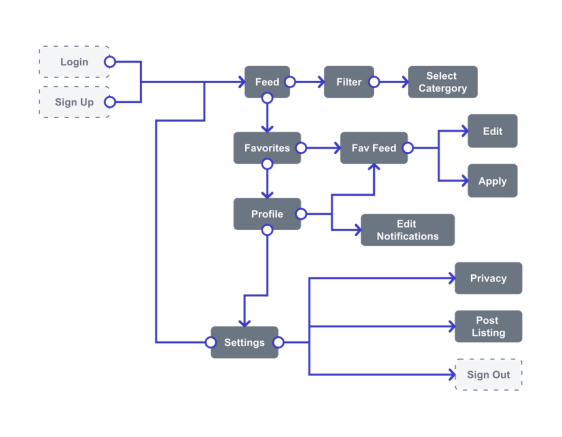 Login
Sign Up
Feed
Filter
Select
Catergory
Favorites
Fav Feed
Edit
Apply
Profile
Edit
Notifications
Privacy
Settings
Post
Listing
Sign Out